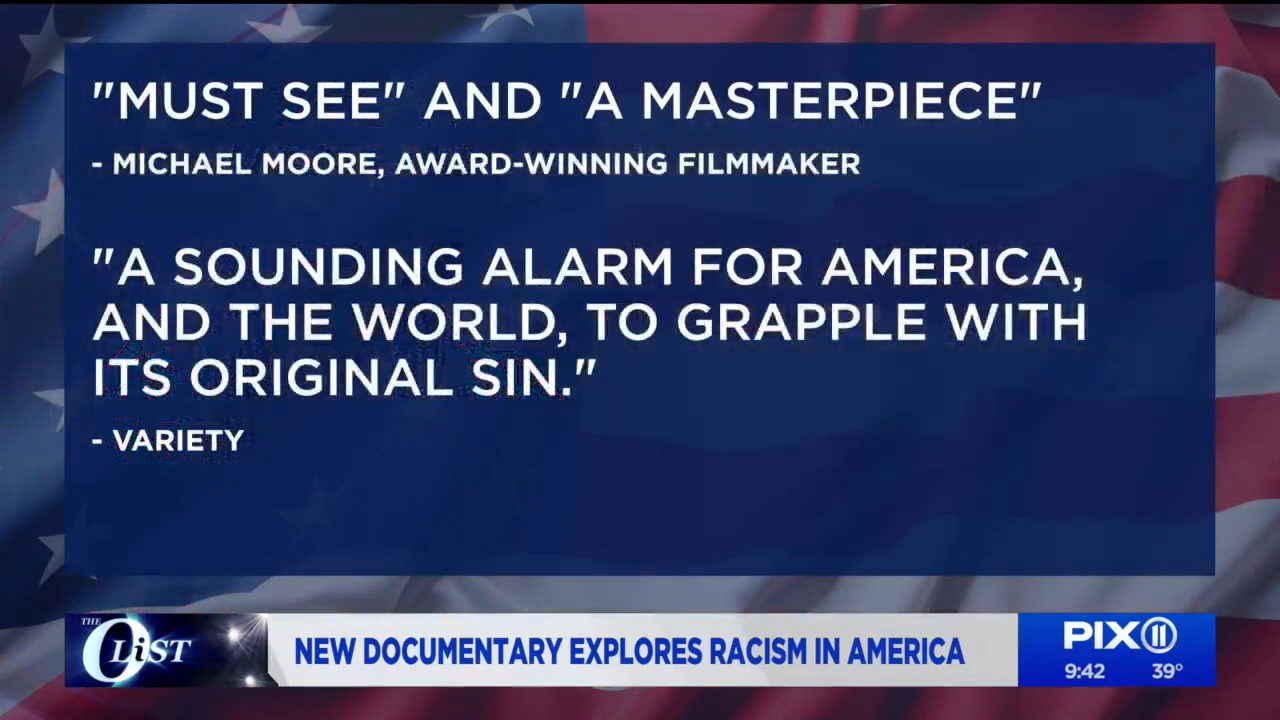 "MUST SEE" AND "A MASTERPIECE"
- MICHAEL MOORE, AWARD-WINNING FILMMAKER
"A SOUNDING ALARM FOR AMERICA,
AND THE WORLD, TO GRAPPLE WITH
ITS ORIGINAL SIN."
- VARIETY
THE
O LiST
NEW DOCUMENTARY EXPLORES RACISM IN AMERICA
PIX11
9:42 39°